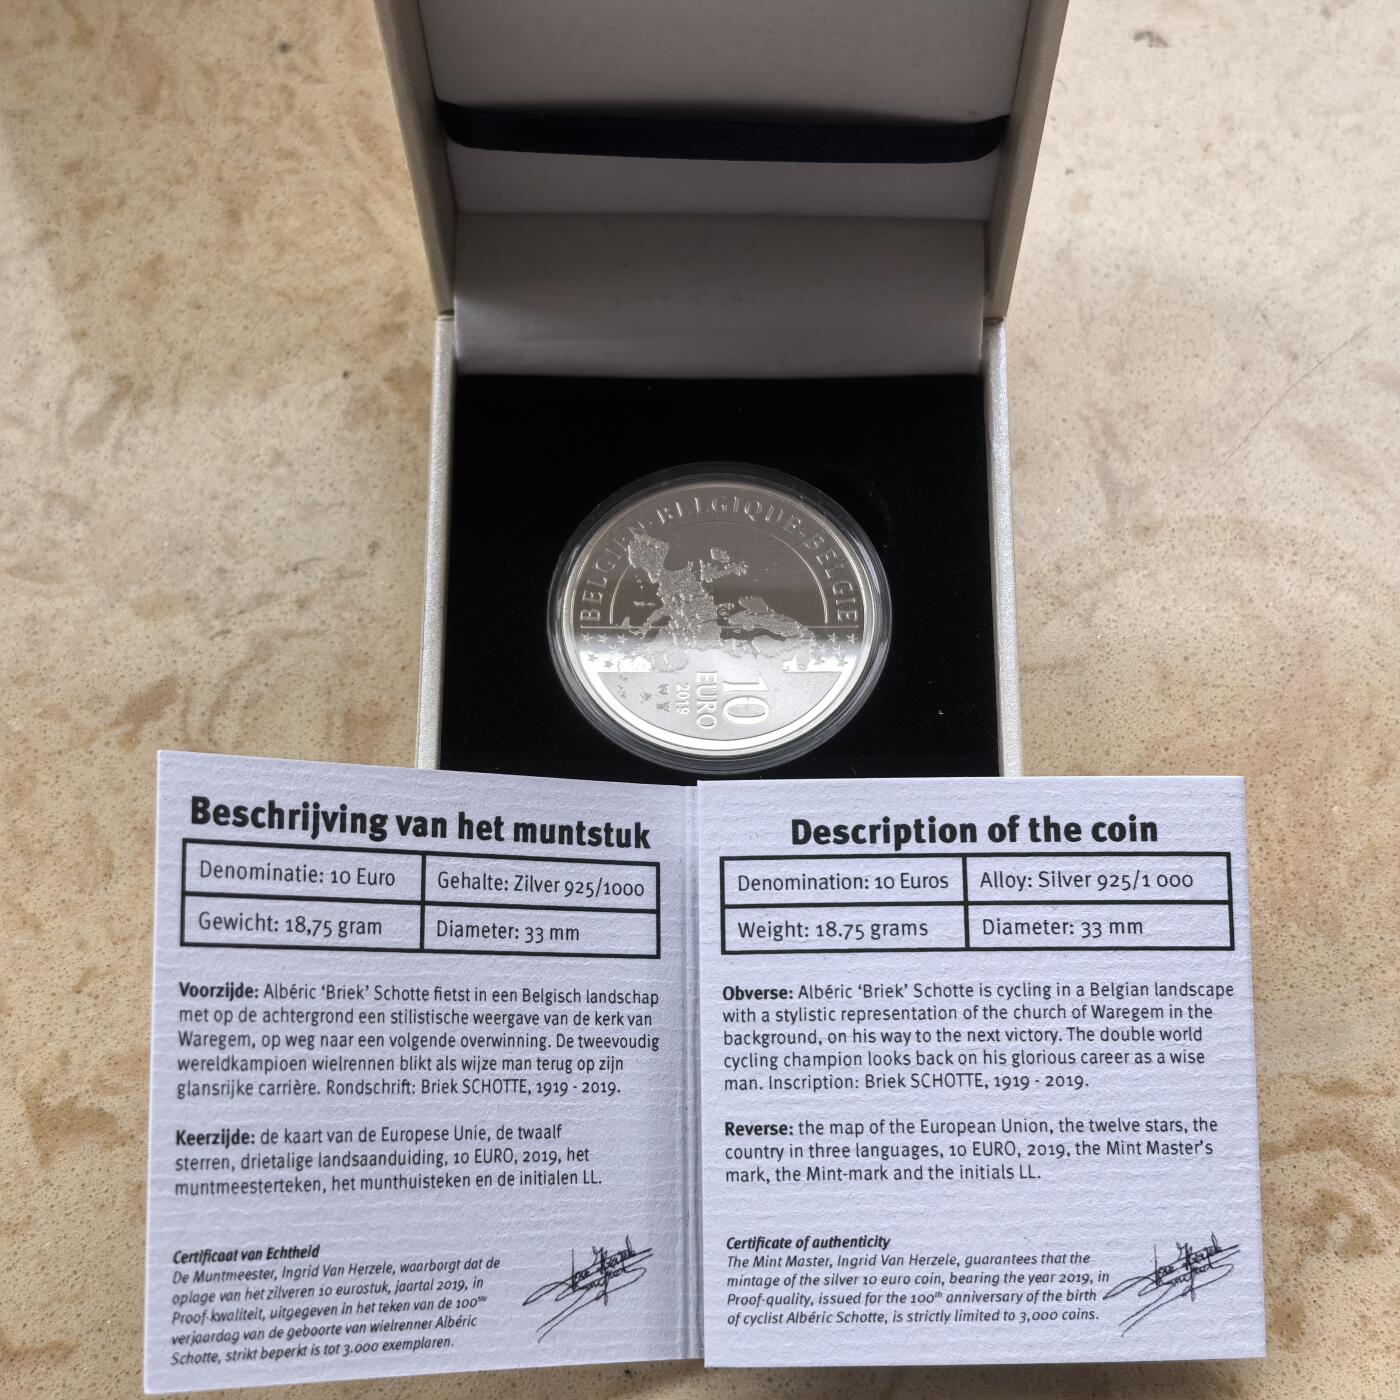 BELGIEN-BELGIQUE-BELGIE
10
EURO
2019
Beschrijving van het muntstuk
Denominatie: 10 Euro
Gehalte: Zilver 925/1000
Gewicht: 18,75 gram
Diameter: 33 mm
Voorzijde: Albéric ‘Briek’ Schotte fietst in een Belgisch landschap
met op de achtergrond een stilistische weergave van de kerk van
Waregem, op weg naar een volgende overwinning. De tweevoudig
wereldkampioen wielrennen blikt als wijze man terug op zijn
glansrijke carrière. Rondschrift: Briek SCHOTTE, 1919 - 2019.
Keerzijde: de kaart van de Europese Unie, de twaalf
sterren, drietalige landsaanduiding, 10 EURO, 2019, het
muntmeesterteken, het munthuisteken en de initialen LL.
Certificaat van Echtheid
De Muntmeester, Ingrid Van Herzele, waarborgt dat de
oplage van het zilveren 10 eurostuk, jaartal 2019, in
Proof-kwaliteit, uitgegeven in het teken van de 100ste
verjaardag van de geboorte van wielrenner Albéric
Schotte, strikt beperkt is tot 3.000 exemplaren.
Description of the coin
Denomination: 10 Euros
Alloy: Silver 925/1 000
Weight: 18.75 grams
Diameter: 33 mm
Obverse: Albéric ‘Briek’ Schotte is cycling in a Belgian landscape
with a stylistic representation of the church of Waregem in the
background, on his way to the next victory. The double world
cycling champion looks back on his glorious career as a wise
man. Inscription: Briek SCHOTTE, 1919 - 2019.
Reverse: the map of the European Union, the twelve stars, the
country in three languages, 10 EURO, 2019, the Mint Master’s
mark, the Mint-mark and the initials LL.
Certificate of authenticity
The Mint Master, Ingrid Van Herzele, guarantees that the
mintage of the silver 10 euro coin, bearing the year 2019, in
Proof-quality, issued for the 100th anniversary of the birth
of cyclist Albéric Schotte, is strictly limited to 3,000 coins.